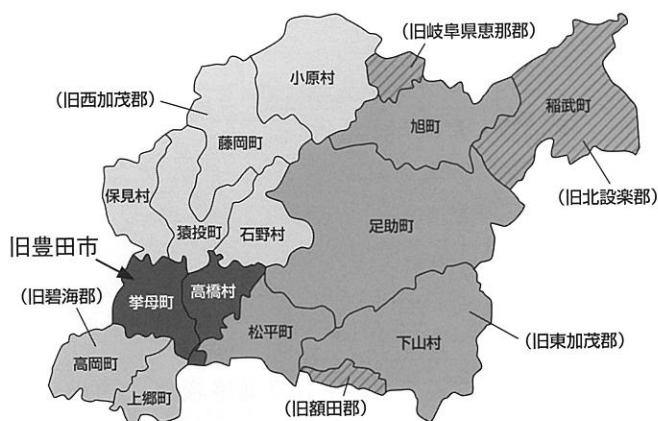 (旧岐阜県恵那郡)
小原村
(旧西加茂郡)
稲武町
旭町
藤岡町
保見村
(旧北設楽郡)
足助町
猿投町
石野村
旧豊田市
高橋村
(旧碧海郡)
挙母町
松平町
下山村
(旧東加茂郡)
高岡町
上郷町
(旧額田郡)